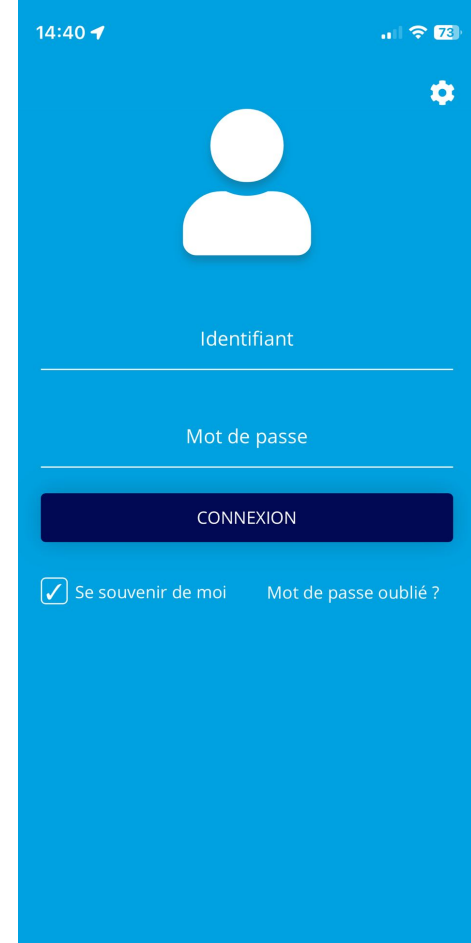 14:40
73
Identifiant
Mot de passe
CONNEXION
Se souvenir de moi
Mot de passe oublié ?